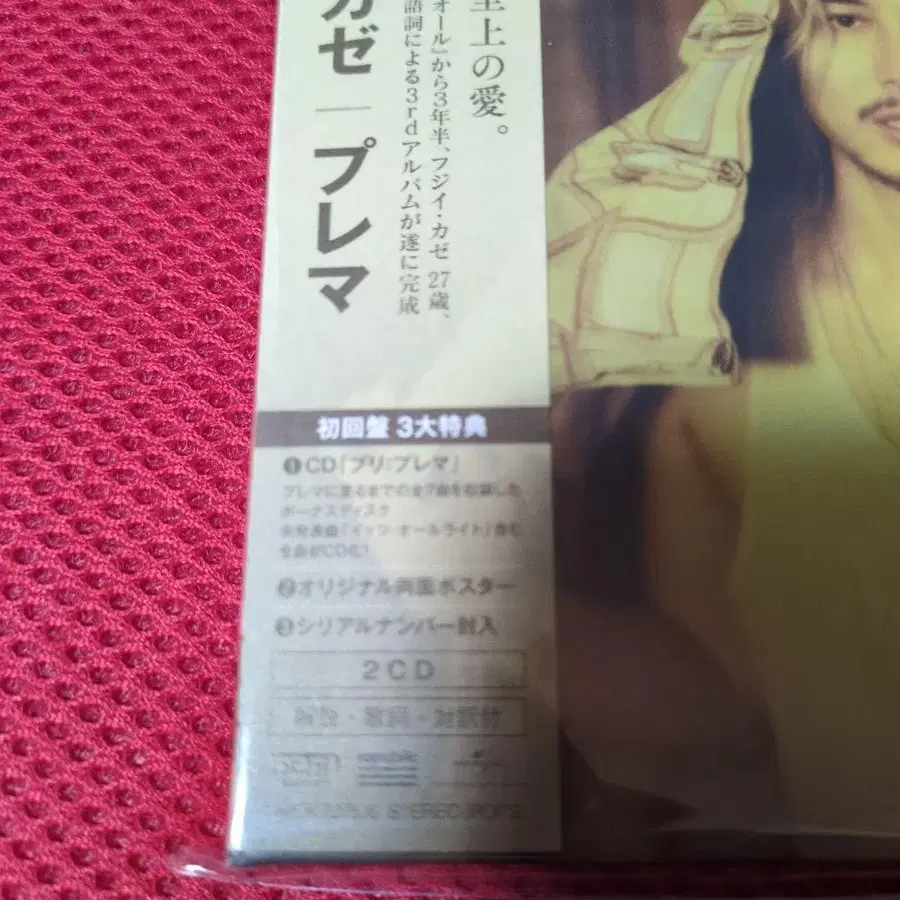 至上の愛。
オール』から3年半、フジイ・カゼ 27歳、
語詞による3rdアルバムが遂に完成
カゼ｜プレマ
初回盤 3大特典
❶CD「プリ:プレマ」
プレマに至るまでの全7曲を収録した
ボーナスディスク
未発表曲「イッツ・オールライト」含む
全曲初CD化!
❷オリジナル両面ポスター
❸シリアルナンバー封入
2CD
解説・歌詞・対訳付
STEREO